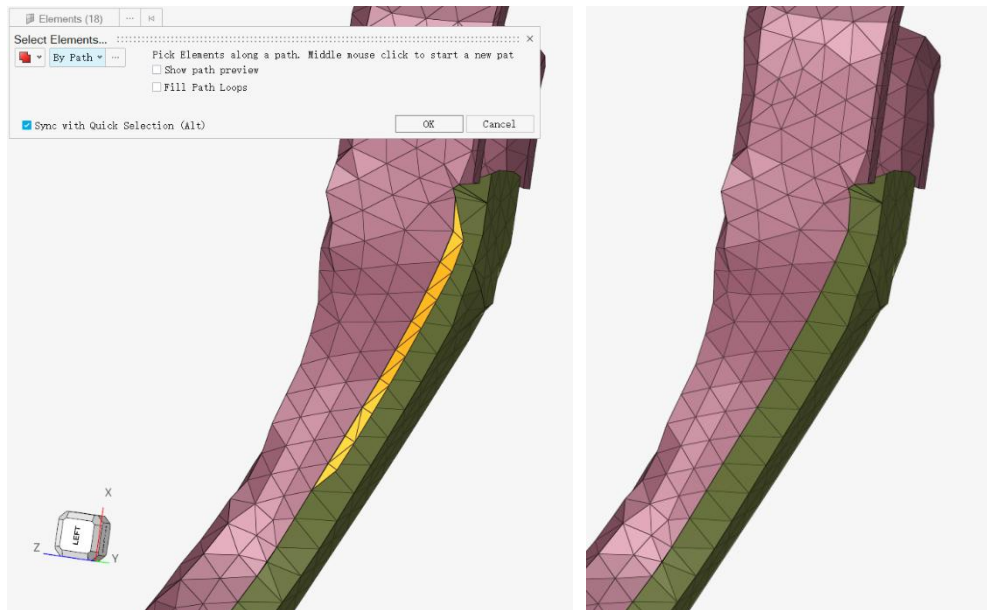 Elements (18) ...
Select Elements...
By Path ...
Pick Elements along a path. Middle mouse click to start a new pat
Show path preview
Fill Path Loops
Sync with Quick Selection (Alt)
OK
Cancel
X
LEFT
Z
Y